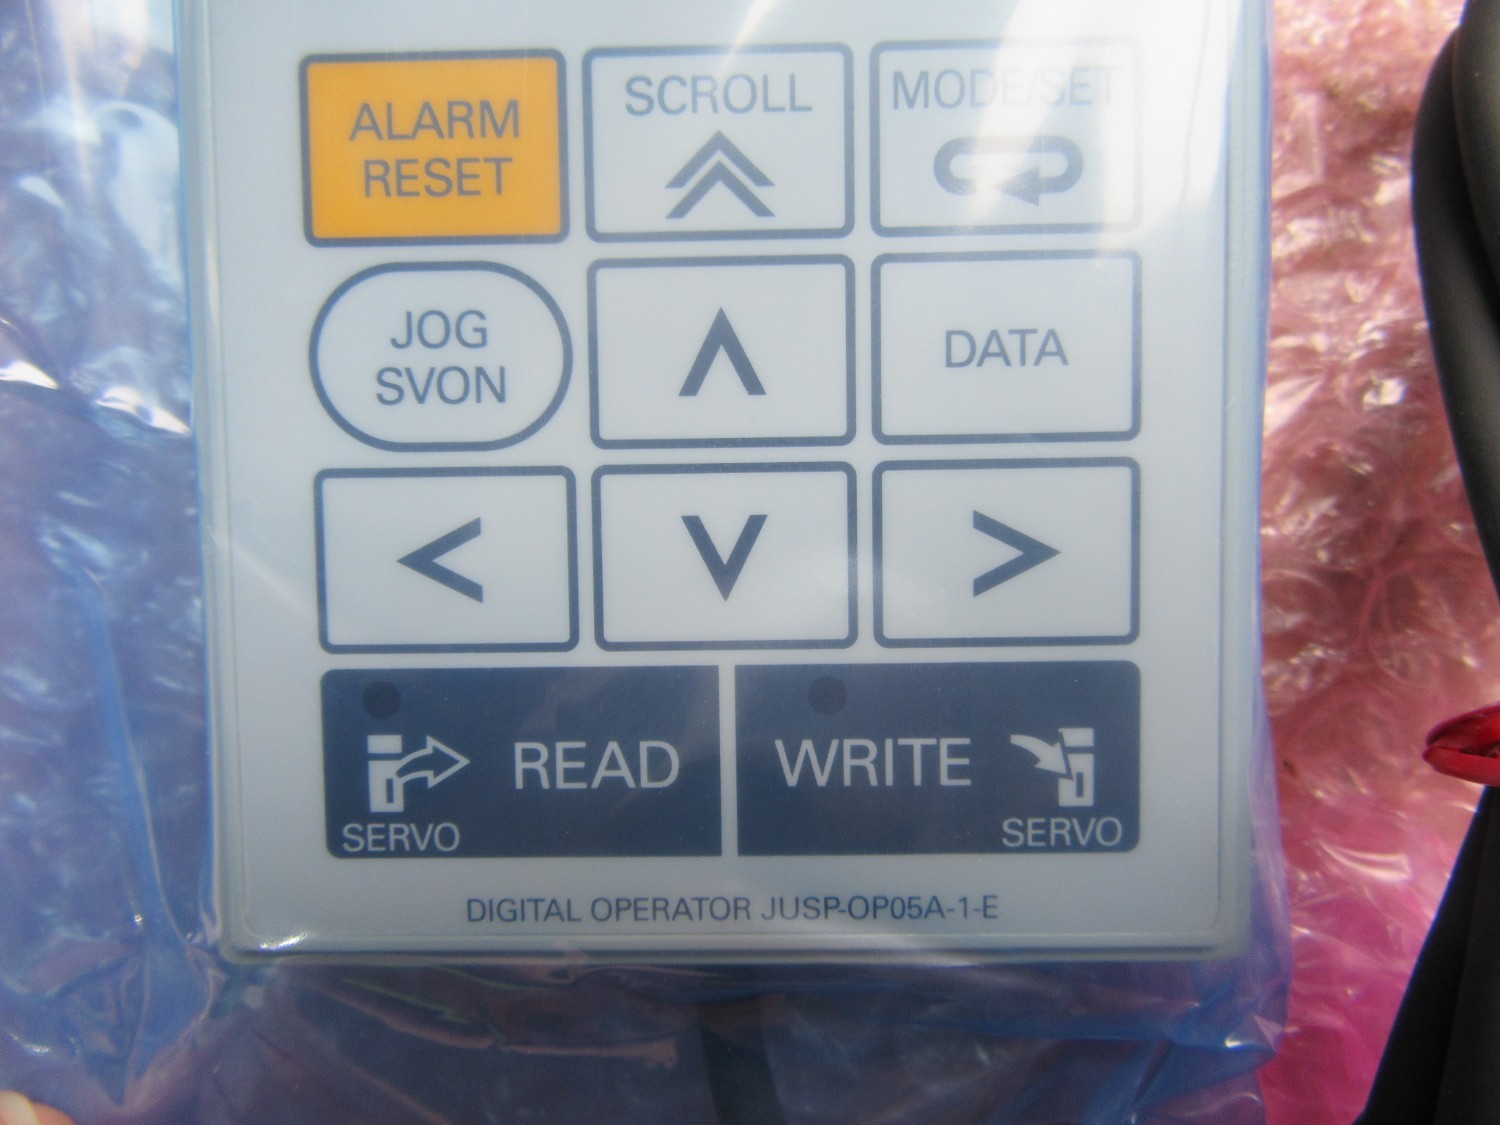 ALARM
RESET
SCROLL
MODE/SET
JOG
SVON
DATA
READ
SERVO
WRITE
SERVO
DIGITAL OPERATOR JUSP-OP05A-1-E